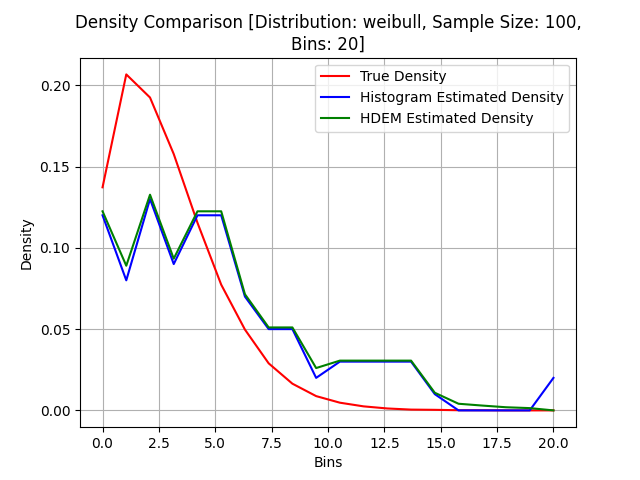 Density Comparison [Distribution: weibull, Sample Size: 100,
Bins: 20]
True Density
Histogram Estimated Density
HDEM Estimated Density
Density
0.20
0.15
0.10
0.05
0.00
0.0 2.5 5.0 7.5 10.0 12.5 15.0 17.5 20.0
Bins